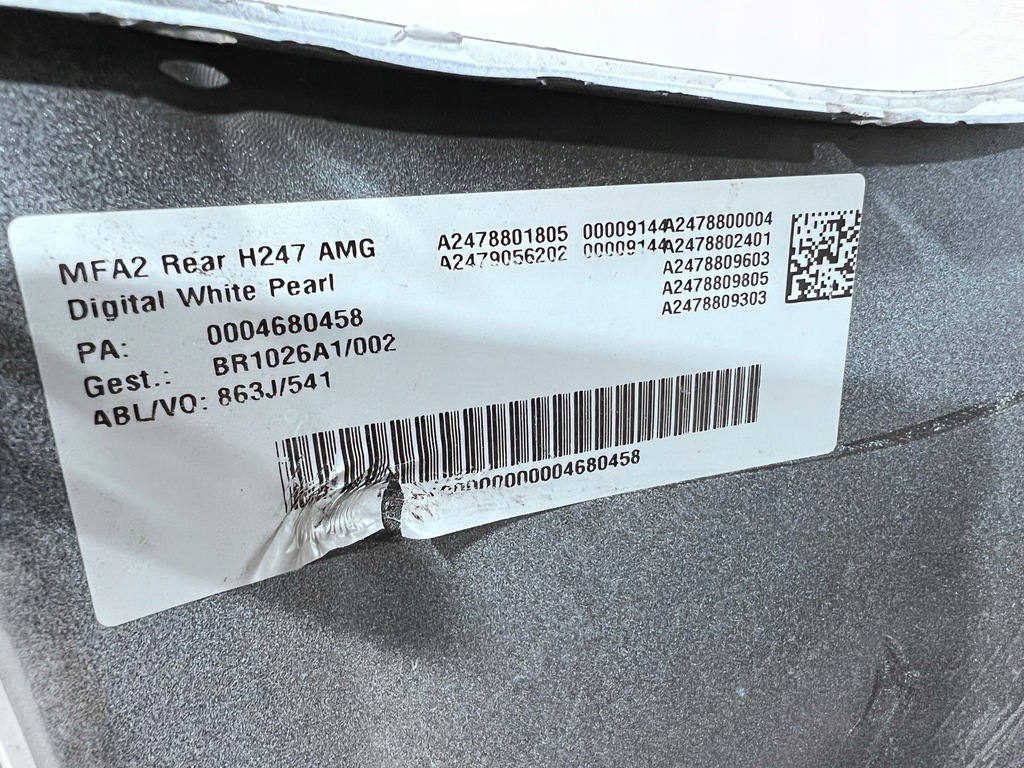 MFA2 Rear H247 AMG
Digital White Pearl
PA: 0004680458
Gest.: BR1026A1/002
ABL/VO: 863J/541
A2478801805 00009144
A2479056202 00009144
A2478800004
A2478802401
A2478809603
A2478809805
A2478809303
0000000004680458